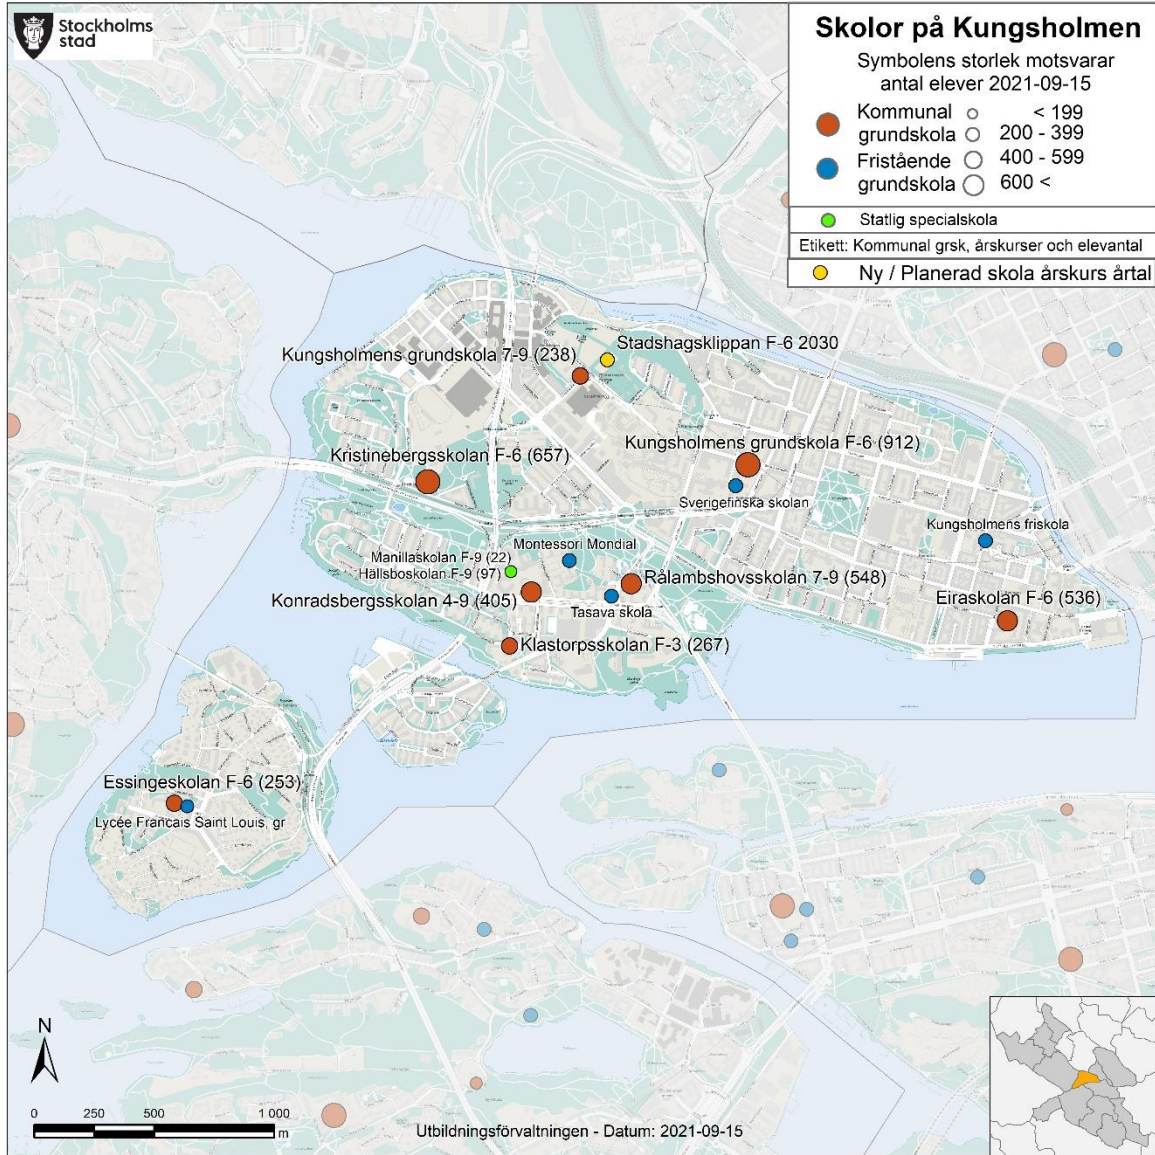 Stockholms
stad
Skolor på Kungsholmen
Symbolens storlek motsvarar
antal elever 2021-09-15
Kommunal
grundskola
Fristående
grundskola
< 199
200 - 399
400 - 599
600 <
Statlig specialskola
Etikett: Kommunal grsk, årskurser och elevantal
Ny / Planerad skola årskurs årtal
Stadshagsklippan F-6 2030
Kungsholmens grundskola 7-9 (238)
Kungsholmens grundskola F-6 (912)
Kristinebergsskolan F-6 (657)
Sverigefinska skolan
Kungsholmens friskola
Montessori Mondial
Manillaskolan F-9 (22)
Hällsboskolan F-9 (97)
Rålambshovsskolan 7-9 (548)
Konradsbergsskolan 4-9 (405)
Tasava skola
Eiraskolan F-6 (536)
Klastorpsskolan F-3 (267)
Essingeskolan F-6 (253)
Lycée Francais Saint Louis, gr
N
0 250 500 1 000
m
Utbildningsförvaltningen - Datum: 2021-09-15